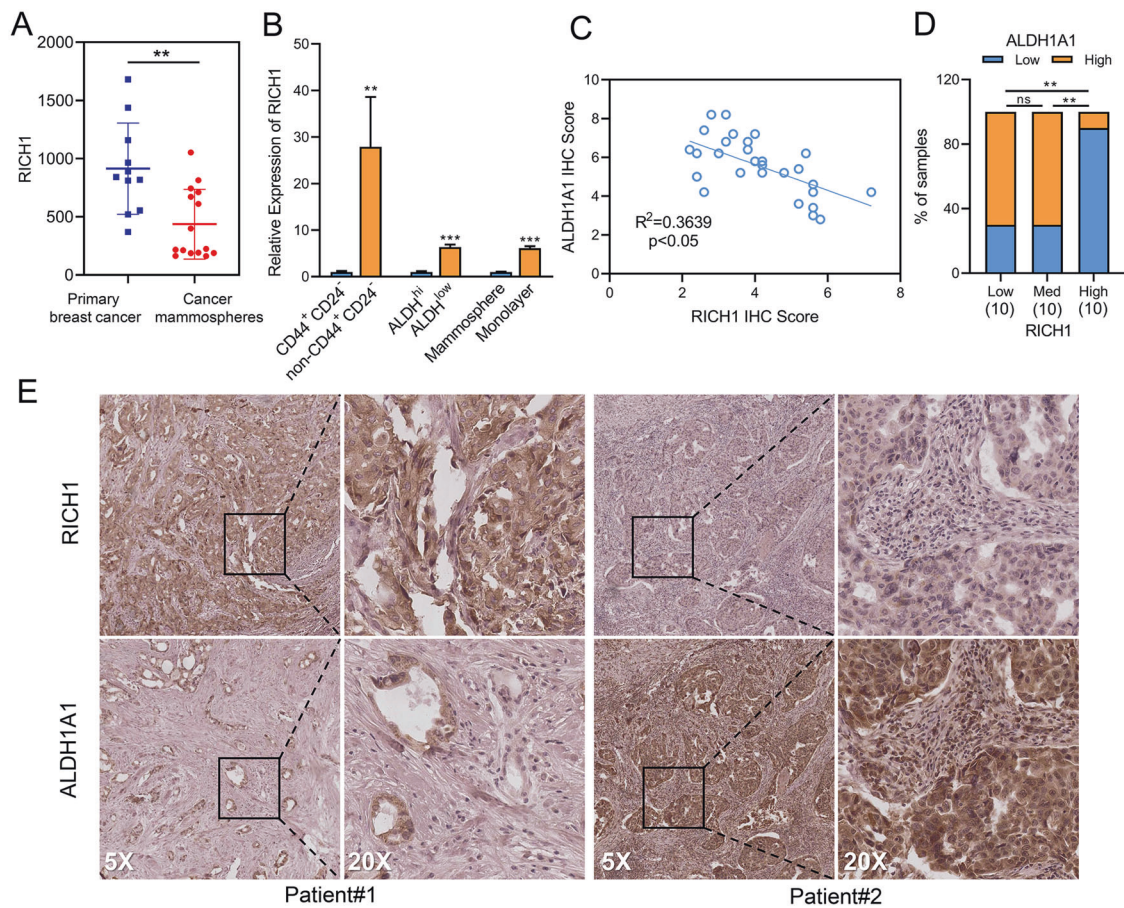 A
RICH1
2000
1500
1000
500
0
**
Primary
breast cancer
Cancer
mammospheres
B
Relative Expression of RICH1
50
40
30
20
10
0
**
***
***
CD44+CD24-
non-CD44+CD24-
ALDHhi
ALDHlow
Mammosphere
Monolayer
C
ALDH1A1 IHC Score
10
8
6
4
2
0
R2=0.3639
p<0.05
0 2 4 6 8
RICH1 IHC Score
D
ALDH1A1
Low High
% of samples
120
90
60
30
0
**
ns **
Low Med High
(10) (10) (10)
RICH1
E
RICH1
ALDH1A1
5X 20X 5X 20X
Patient#1 Patient#2